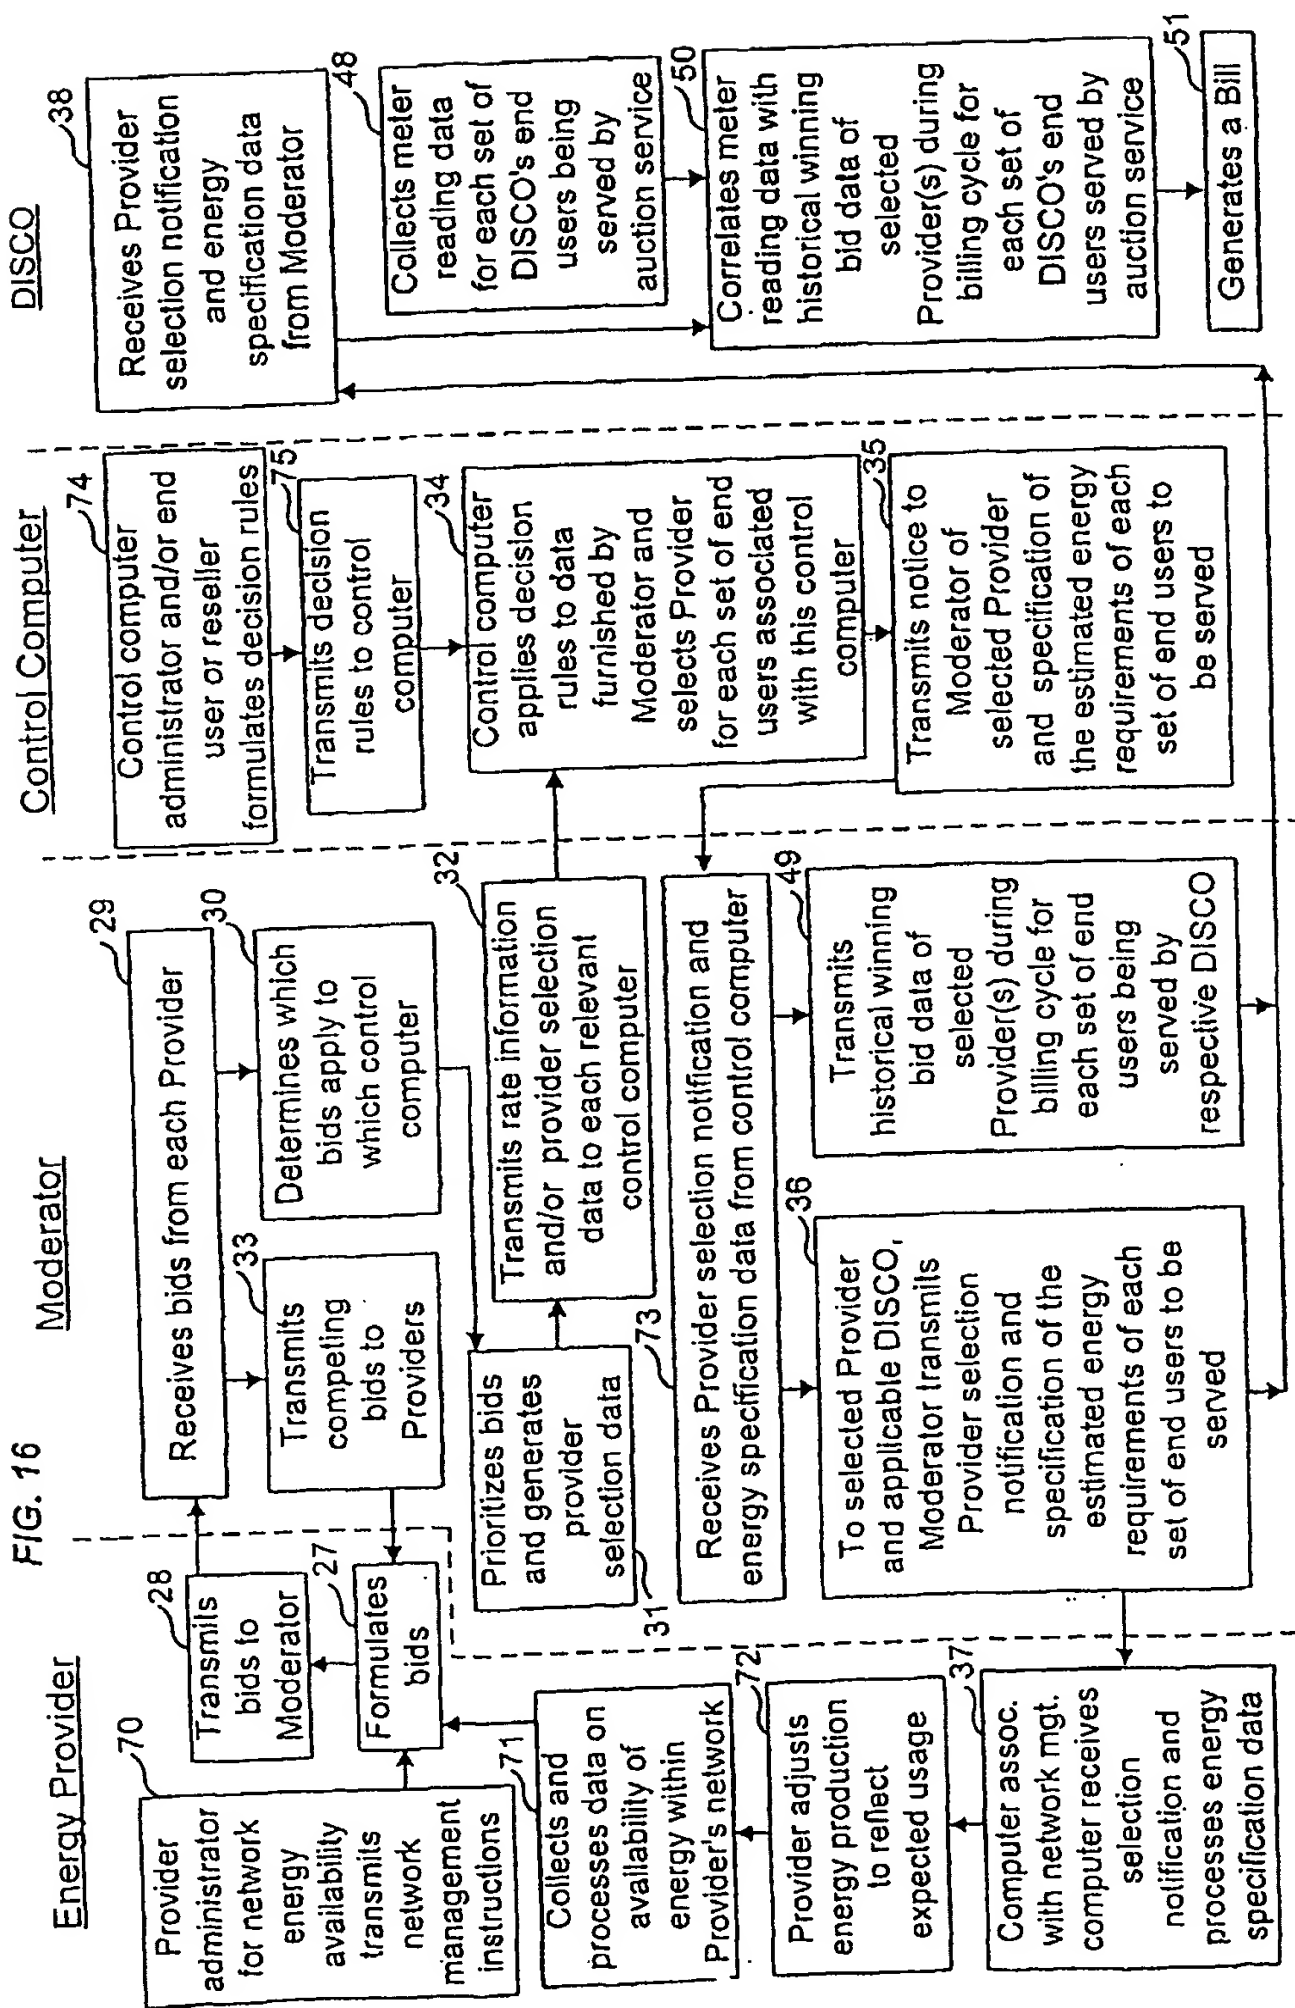 FIG. 16
Energy Provider
Moderator
Control Computer
DISCO
70
Provider
administrator
for network
energy
availability
transmits
network
management
instructions
28
Transmits
bids to
Moderator
27
Formulates
bids
71
Collects and
processes data on
availability of
energy within
Provider's network
72
Provider adjusts
energy production
to reflect
expected usage
37
Computer assoc.
with network mgt.
computer receives
selection
notification and
processes energy
specification data
29
Receives bids from each Provider
33
Transmits
competing
bids to
Providers
30
Determines which
bids apply to
which control
computer
31
Prioritizes bids
and generates
provider
selection data
32
Transmits rate information
and/or provider selection
data to each relevant
control computer
73
Receives Provider selection notification and
energy specification data from control computer
36
To selected Provider
and applicable DISCO,
Moderator transmits
Provider selection
notification and
specification of the
estimated energy
requirements of each
set of end users to be
served
49
Transmits
historical winning
bid data of
selected
Provider(s) during
billing cycle for
each set of end
users being
served by
respective DISCO
74
Control computer
administrator and/or end
user or reseller
formulates decision rules
75
Transmits decision
rules to control
computer
34
Control computer
applies decision
rules to data
furnished by
Moderator and
selects Provider
for each set of end
users associated
with this control
computer
35
Transmits notice to
Moderator of
selected Provider
and specification of
the estimated energy
requirements of each
set of end users to
be served
38
Receives Provider
selection notification
and energy
specification data
from Moderator
48
Collects meter
reading data
for each set of
DISCO's end
users being
served by
auction service
50
Correlates meter
reading data with
historical winning
bid data of
selected
Provider(s) during
billing cycle for
each set of
DISCO's end
users served by
auction service
51
Generates a Bill